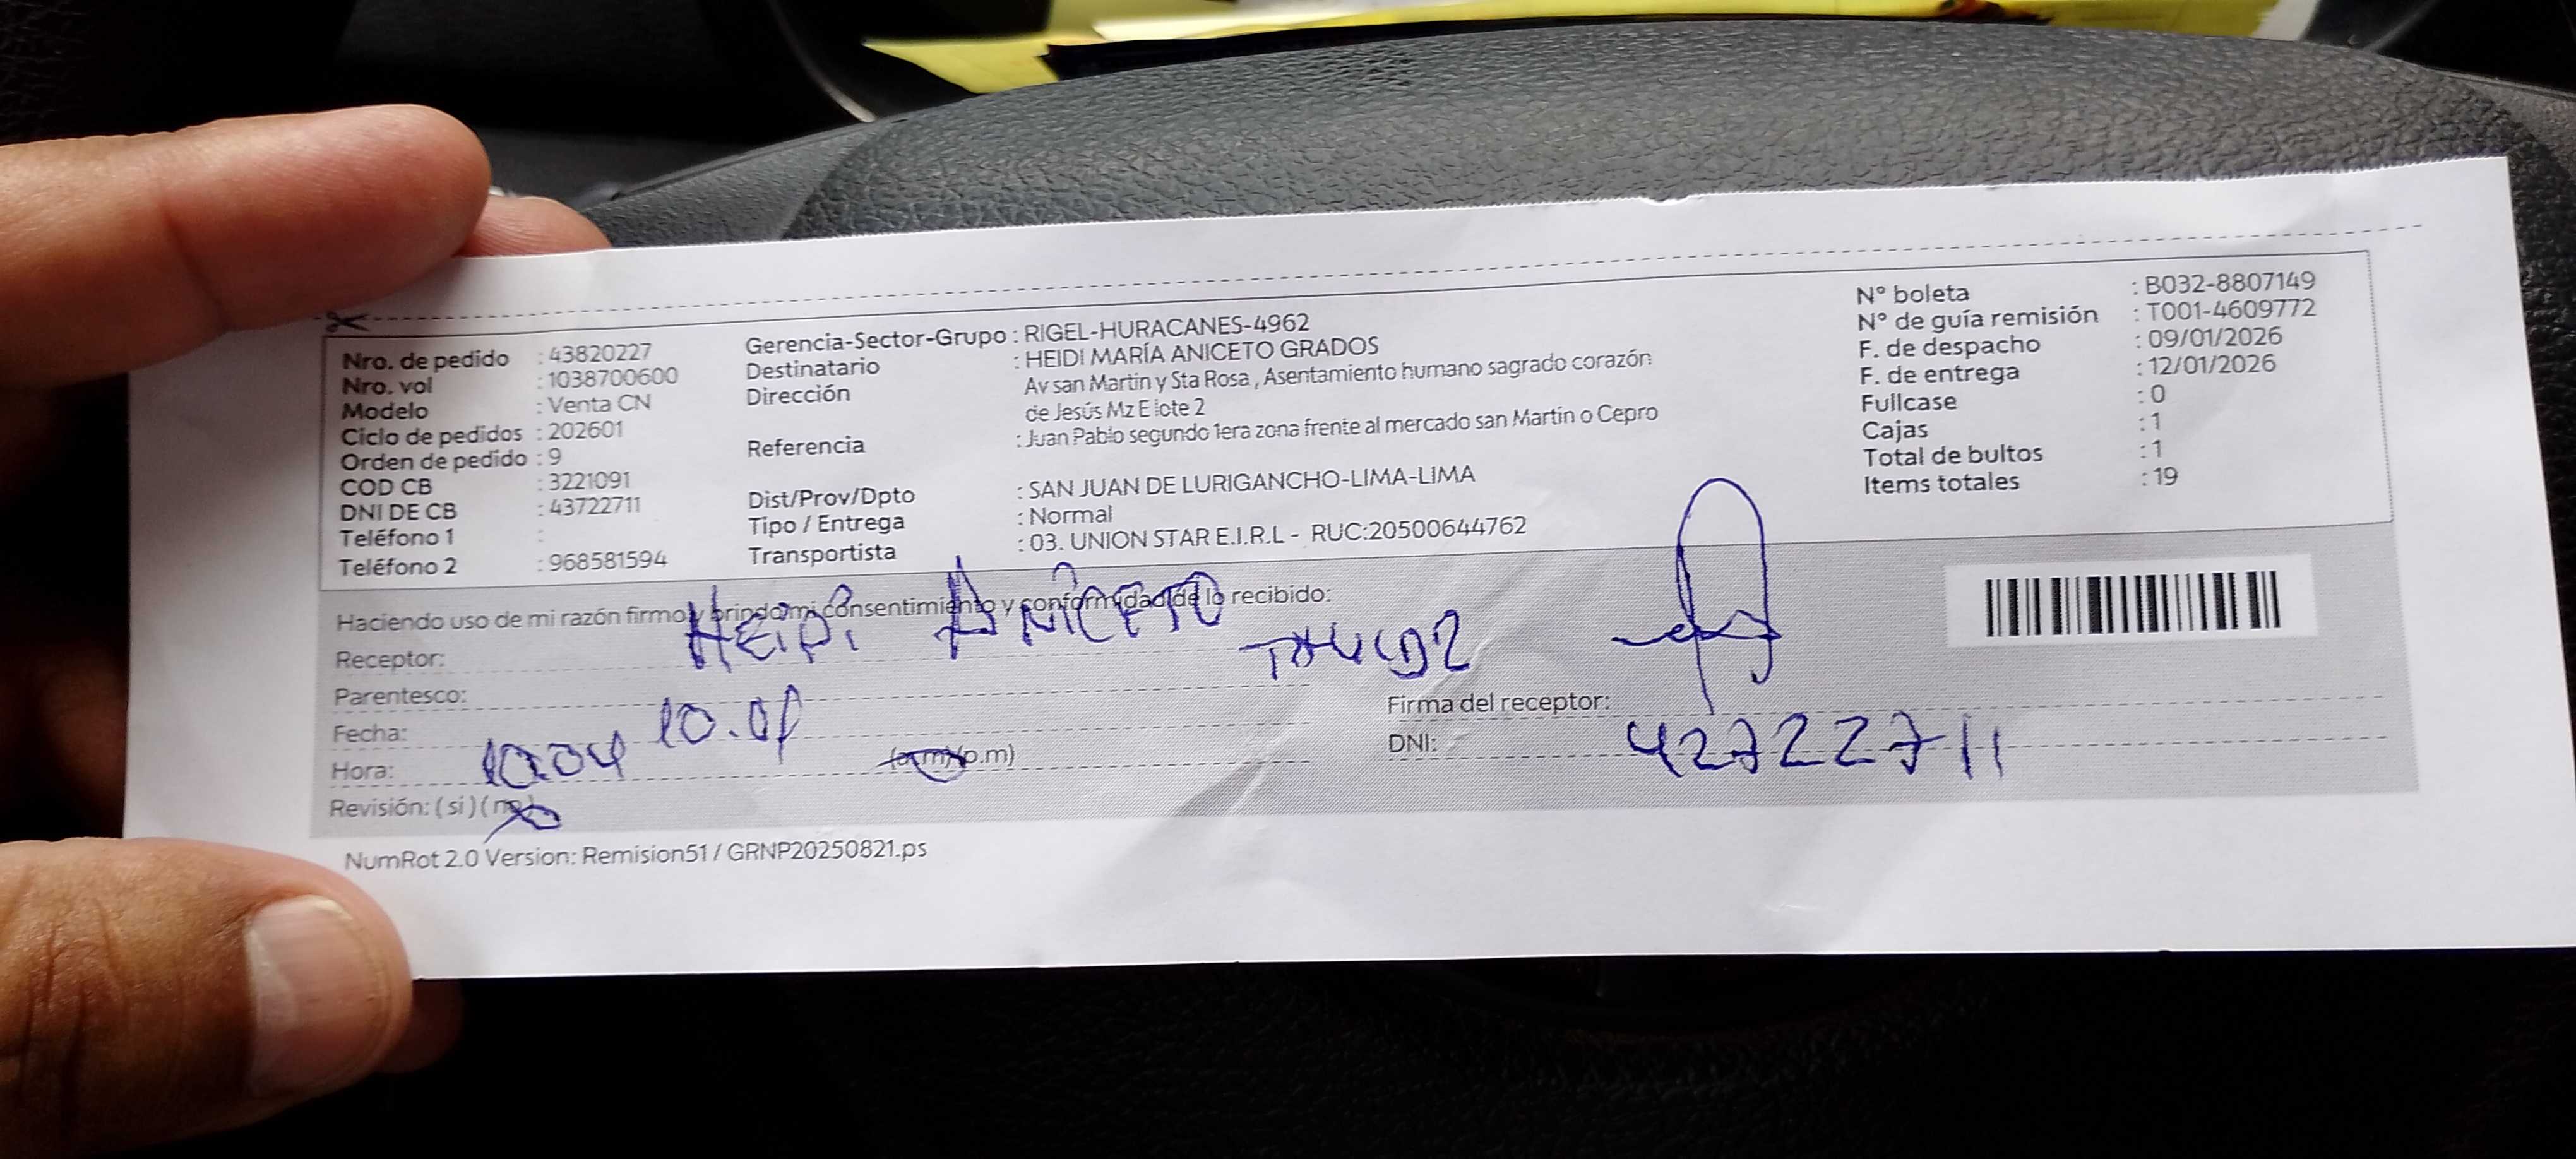 Nro. de pedido : 43820227
Nro. vol : 1038700600
Modelo : Venta CN
Ciclo de pedidos : 202601
Orden de pedido : 9
COD CB : 3221091
DNI DE CB : 43722711
Teléfono 1 :
Teléfono 2 : 968581594
Gerencia-Sector-Grupo : RIGEL-HURACANES-4962
Destinatario : HEIDI MARÍA ANICETO GRADOS
Dirección Av san Martin y Sta Rosa , Asentamiento humano sagrado corazón
de Jesús Mz E lote 2
Referencia : Juan Pablo segundo 1era zona frente al mercado san Martin o Cepro
Dist/Prov/Dpto : SAN JUAN DE LURIGANCHO-LIMA-LIMA
Tipo / Entrega : Normal
Transportista : 03. UNION STAR E.I.R.L - RUC:20500644762
N° boleta : B032-8807149
N° de guía remisión : T001-4609772
F. de despacho : 09/01/2026
F. de entrega : 12/01/2026
Fullcase : 0
Cajas : 1
Total de bultos : 1
Items totales : 19
Haciendo uso de mi razón firmo y brindo mi consentimiento y conformidad de lo recibido:
Receptor: HEIDI ANICETO
Parentesco:
Fecha: 10.01
Hora: (a.m)(p.m)
Revisión: ( si ) ( no )
Firma del receptor:
DNI: 42722711
NumRot 2.0 Version: Remision51 / GRNP20250821.ps